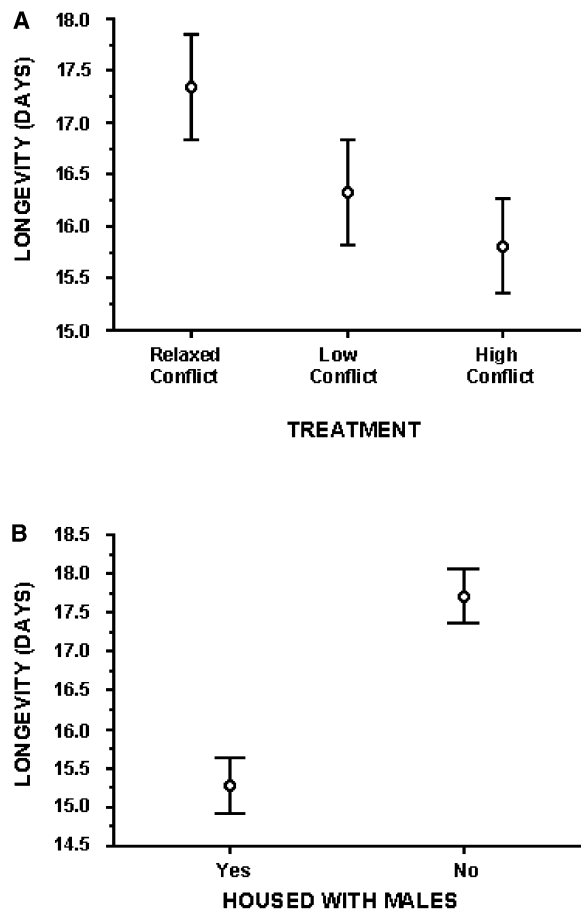 A
LONGEVITY (DAYS)
18.0
17.5
17.0
16.5
16.0
15.5
15.0
Relaxed Conflict
Low Conflict
High Conflict
TREATMENT
B
LONGEVITY (DAYS)
18.5
18.0
17.5
17.0
16.5
16.0
15.5
15.0
14.5
Yes No
HOUSED WITH MALES